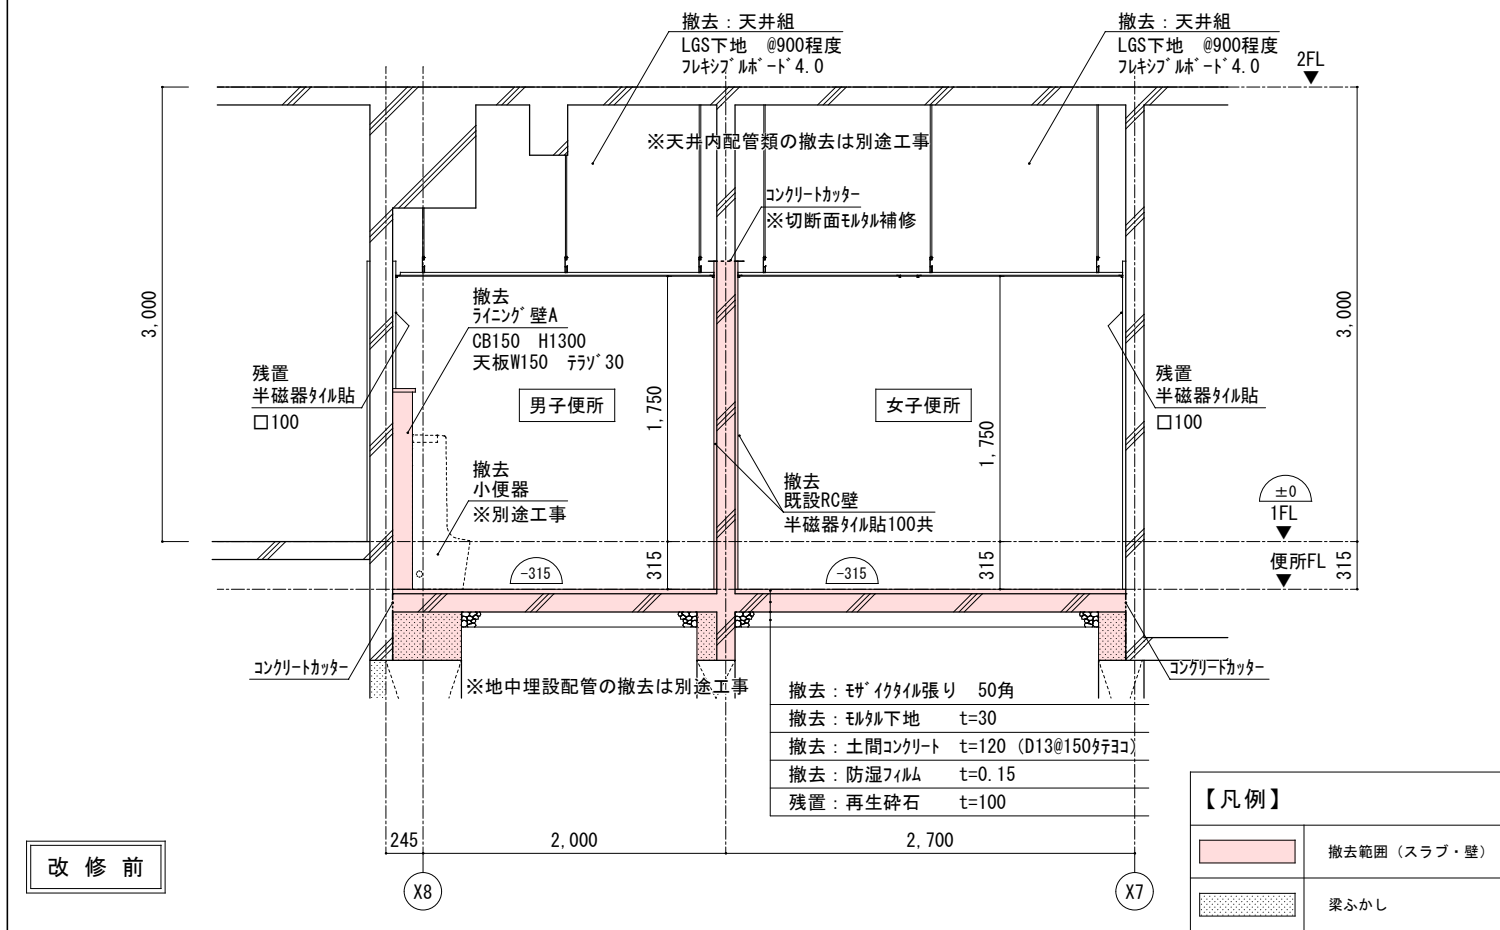 撤去：天井組
LGS下地　@900程度
ﾌﾚｷｼﾌﾞﾙﾎﾞｰﾄﾞ4.0
撤去：天井組
LGS下地　@900程度
ﾌﾚｷｼﾌﾞﾙﾎﾞｰﾄﾞ4.0
2FL
※天井内配管類の撤去は別途工事
ｺﾝｸﾘｰﾄｶｯﾀｰ
※切断面ﾓﾙﾀﾙ補修
3,000
3,000
撤去
ﾗｲﾆﾝｸﾞ壁A
CB150　H1300
天板W150　ﾃﾗｿﾞ30
残置
半磁器ﾀｲﾙ貼
□100
男子便所
1,750
女子便所
1,750
残置
半磁器ﾀｲﾙ貼
□100
撤去
小便器
※別途工事
撤去
既設RC壁
半磁器ﾀｲﾙ貼100共
±0
1FL
便所FL
315
315
315
-315
-315
ｺﾝｸﾘｰﾄｶｯﾀｰ
ｺﾝｸﾘｰﾄｶｯﾀｰ
※地中埋設配管の撤去は別途工事
撤去：ﾓｻﾞｲｸﾀｲﾙ張り　50角
撤去：ﾓﾙﾀﾙ下地　t=30
撤去：土間ｺﾝｸﾘｰﾄ　t=120（D13@150ﾀﾃﾖｺ）
撤去：防湿ﾌｨﾙﾑ　t=0.15
残置：再生砕石　t=100
245
2,000
2,700
X8
X7
改修前
【凡例】
撤去範囲（スラブ・壁）
梁ふかし